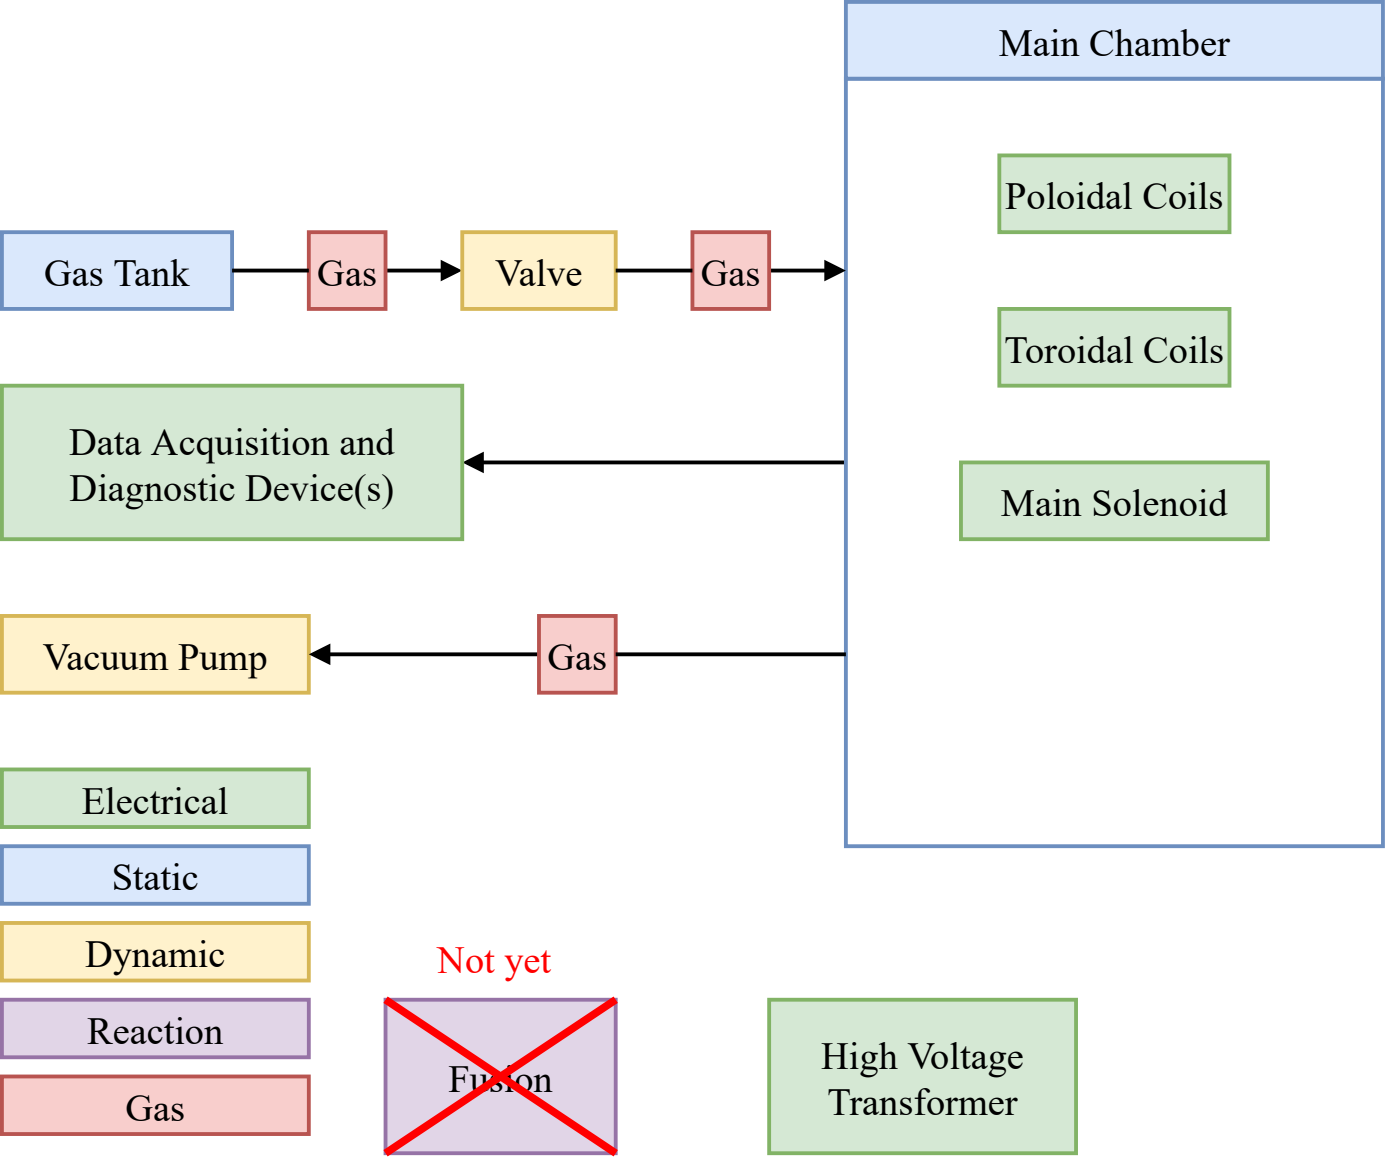 Main Chamber
Poloidal Coils
Gas Tank
Gas
Valve
Gas
Toroidal Coils
Data Acquisition and
Diagnostic Device(s)
Main Solenoid
Vacuum Pump
Gas
Electrical
Static
Dynamic
Reaction
Gas
Not yet
Fusion
High Voltage
Transformer